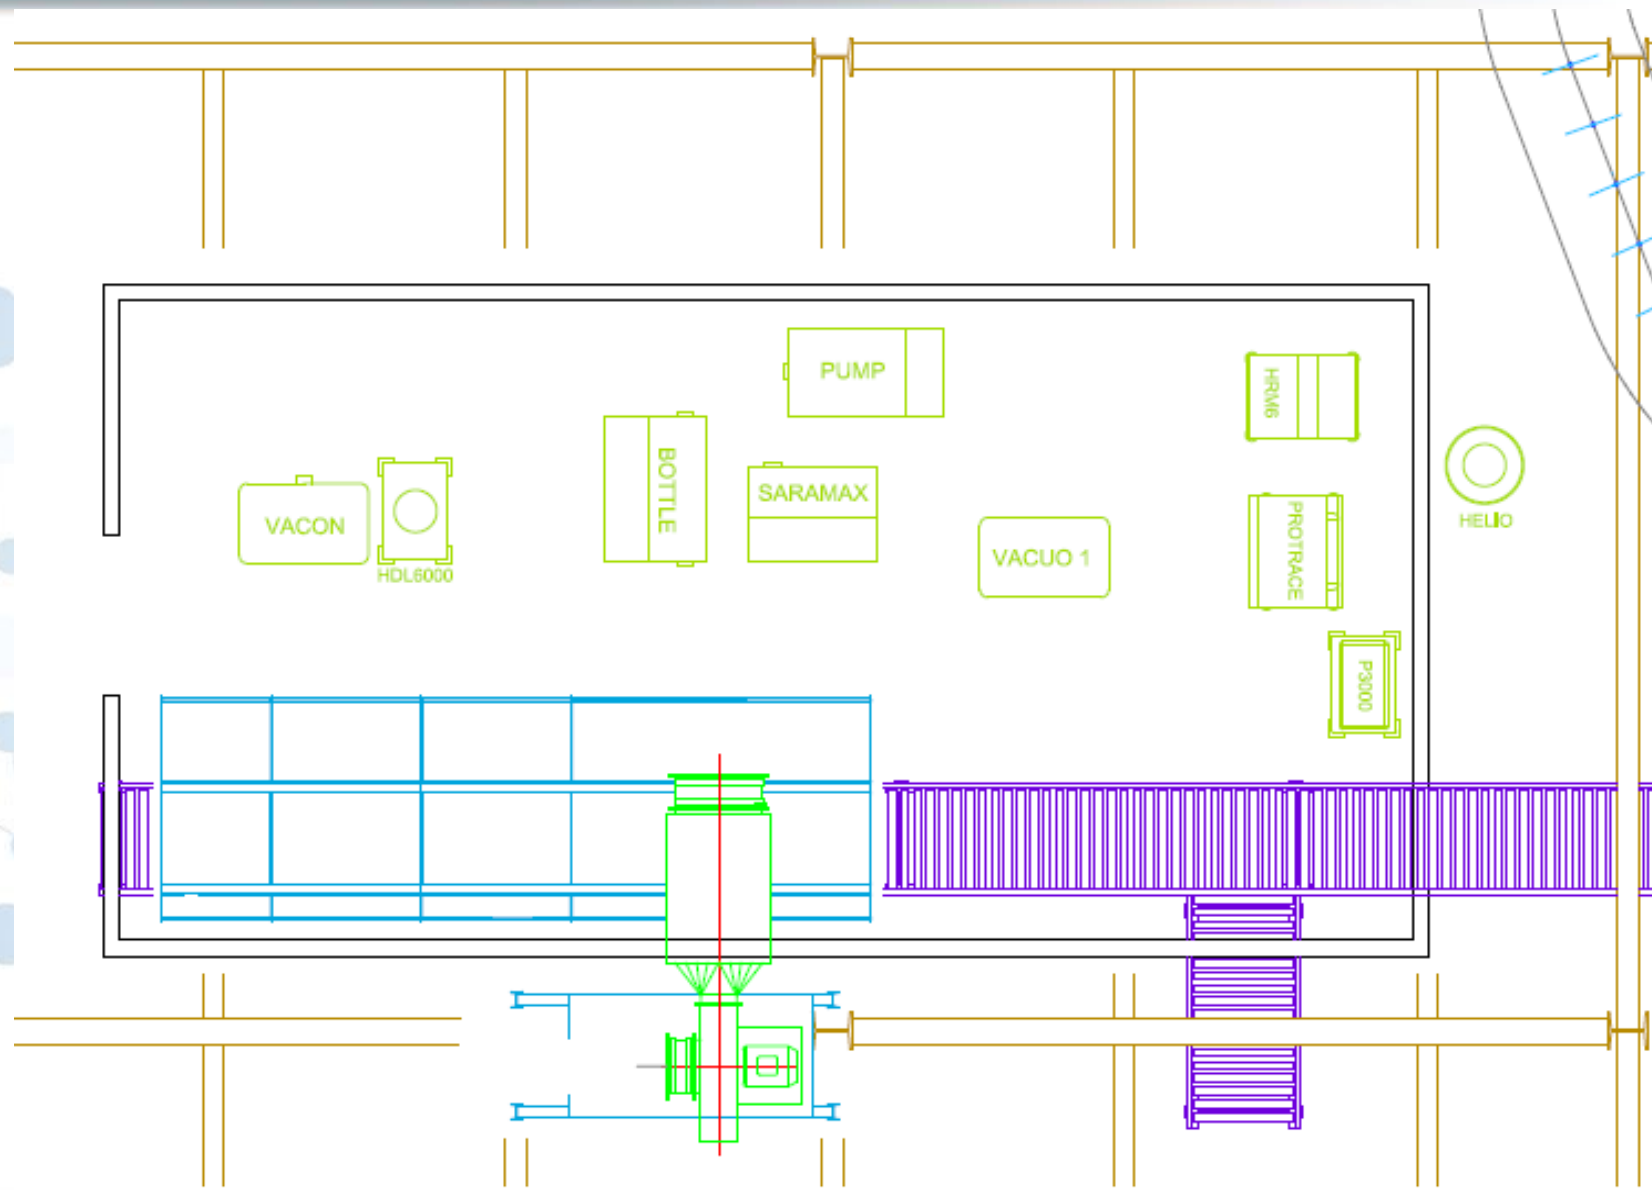 PUMP
HRM6
BOTTLE
SARAMAX
VACON
HDL6000
VACUO 1
PROTRACE
HELIO
P3000